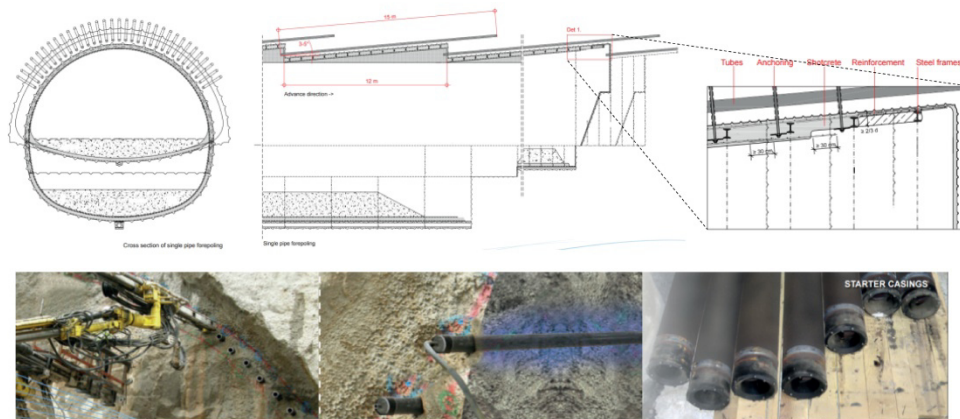 15 m
Det 1.
3-5°
12 m
Advance direction ->
Tubes
Anchoring
Shotcrete
Reinforcement
Steel frames
≥ 2/3 d
≥ 30 cm
≥ 30 cm
Cross section of single pipe forepoling
Single pipe forepoling
STARTER CASINGS